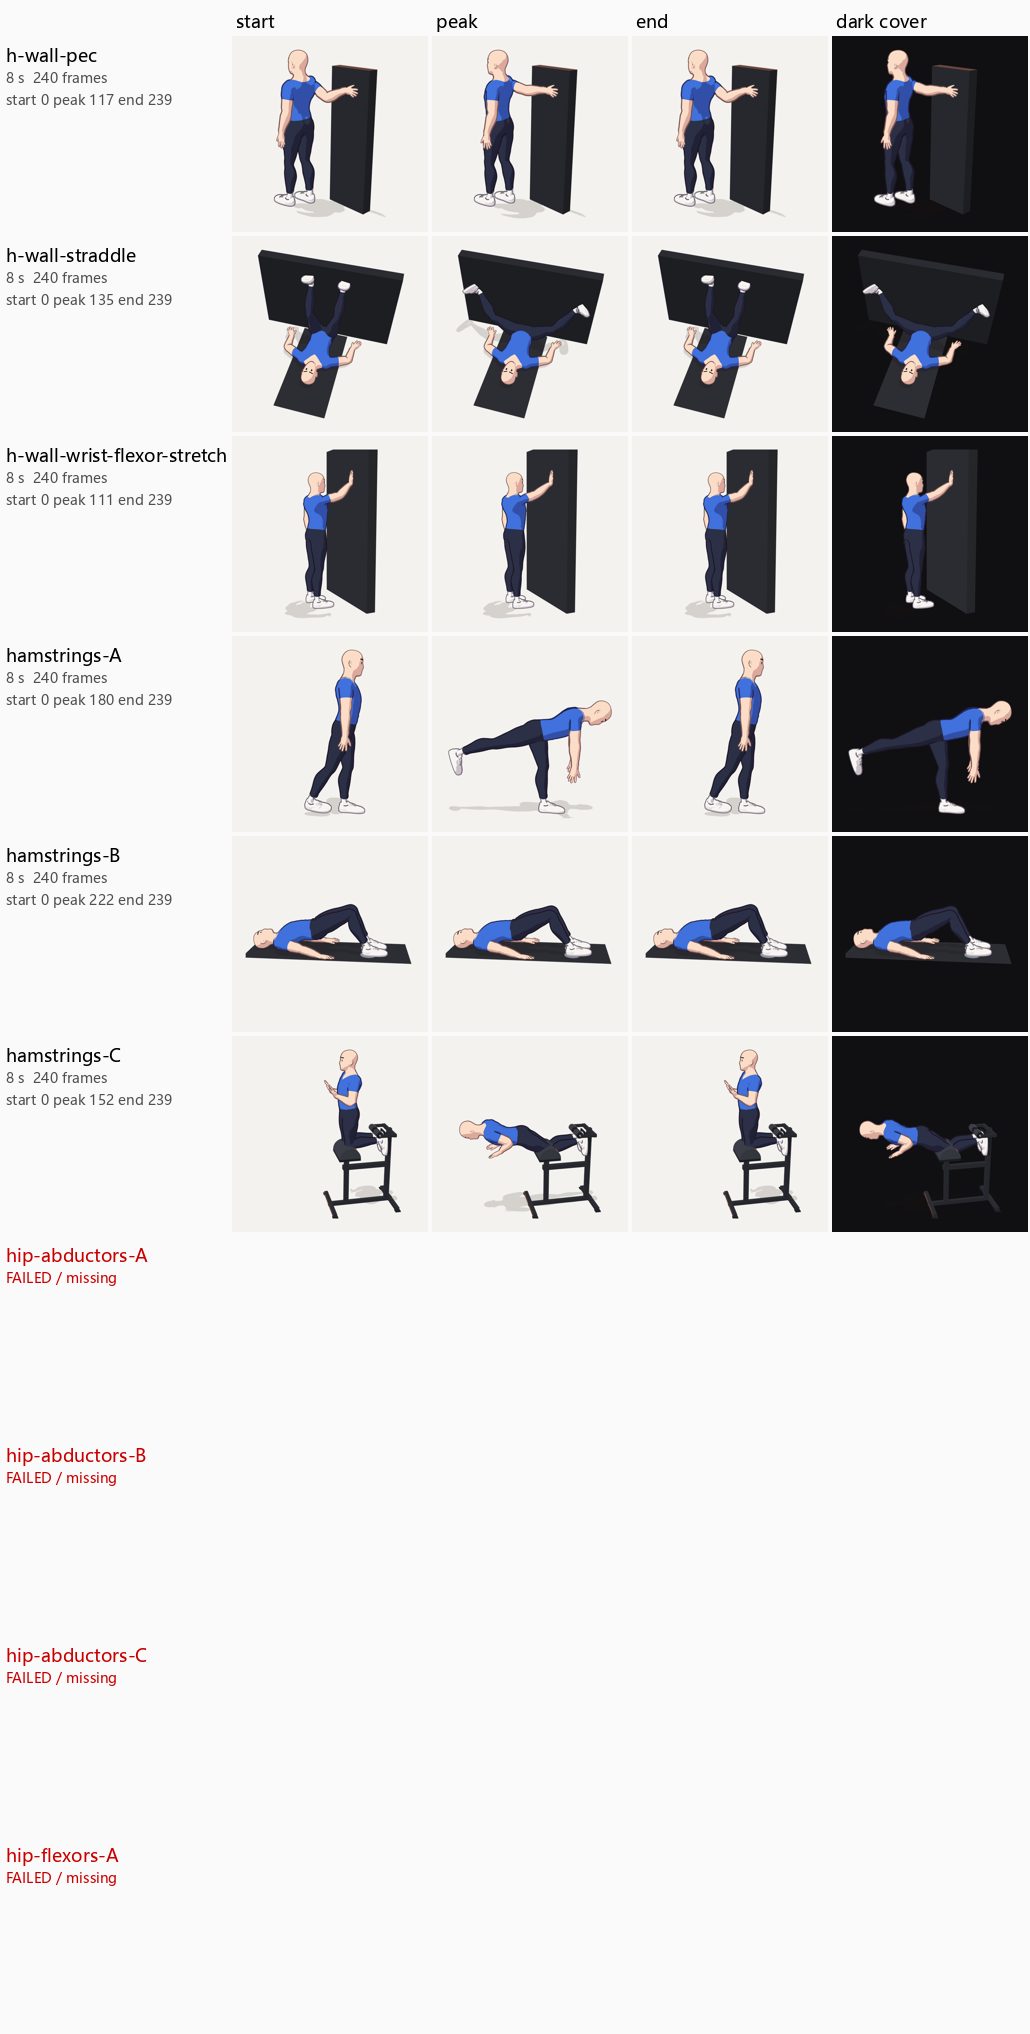 start peak end dark cover
h-wall-pec
8 s 240 frames
start 0 peak 117 end 239
h-wall-straddle
8 s 240 frames
start 0 peak 135 end 239
h-wall-wrist-flexor-stretch
8 s 240 frames
start 0 peak 111 end 239
hamstrings-A
8 s 240 frames
start 0 peak 180 end 239
hamstrings-B
8 s 240 frames
start 0 peak 222 end 239
hamstrings-C
8 s 240 frames
start 0 peak 152 end 239
hip-abductors-A
FAILED / missing
hip-abductors-B
FAILED / missing
hip-abductors-C
FAILED / missing
hip-flexors-A
FAILED / missing